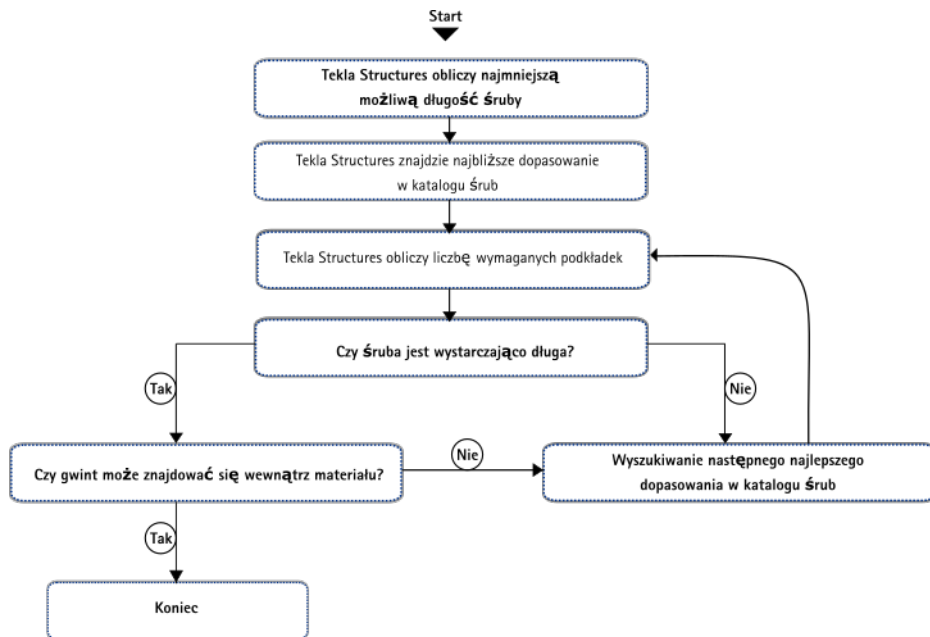 Start
Tekla Structures obliczy najmniejszą
możliwą długość śruby
Tekla Structures znajdzie najbliższe dopasowanie
w katalogu śrub
Tekla Structures obliczy liczbę wymaganych podkładek
Czy śruba jest wystarczająco długa?
Tak
Nie
Czy gwint może znajdować się wewnątrz materiału?
Nie
Wyszukiwanie następnego najlepszego
dopasowania w katalogu śrub
Tak
Koniec